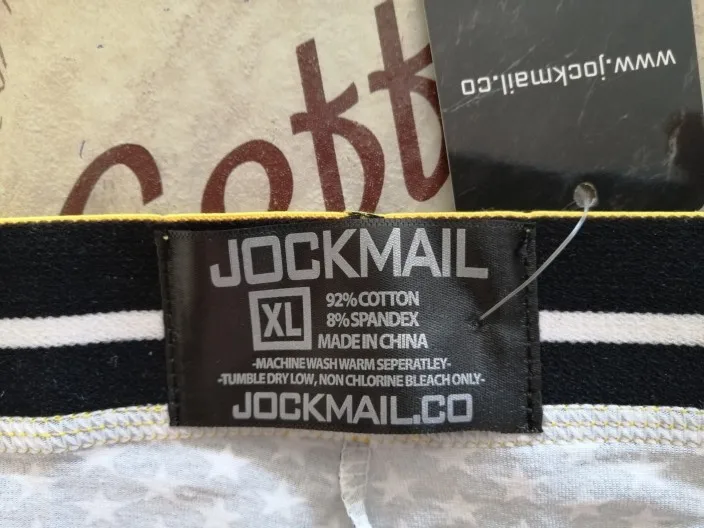 Coff
www.jockmail.co
JOCKMAIL
XL
92% COTTON
8% SPANDEX
MADE IN CHINA
-MACHINE WASH WARM SEPERATLEY-
-TUMBLE DRY LOW, NON CHLORINE BLEACH ONLY-
JOCKMAIL.CO